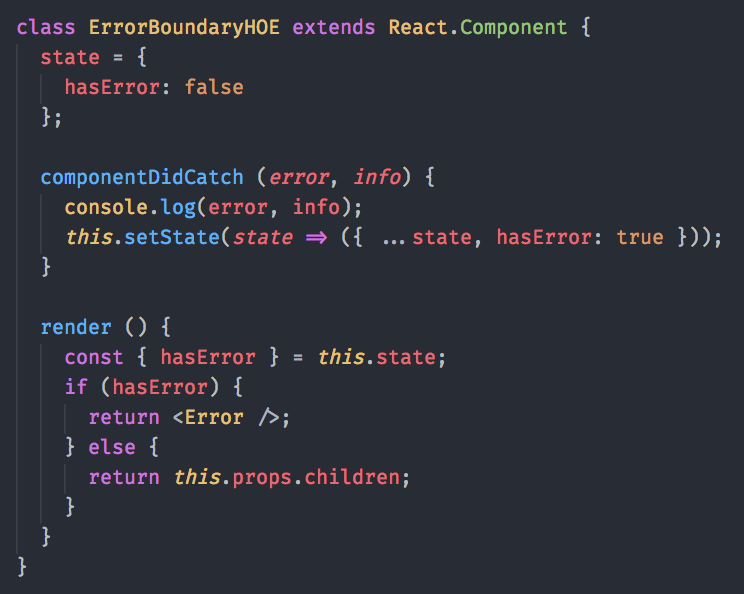 class ErrorBoundaryHOE extends React.Component {
  state = {
    hasError: false
  };

  componentDidCatch (error, info) {
    console.log(error, info);
    this.setState(state => ({ ...state, hasError: true }));
  }

  render () {
    const { hasError } = this.state;
    if (hasError) {
      return <Error />;
    } else {
      return this.props.children;
    }
  }
}